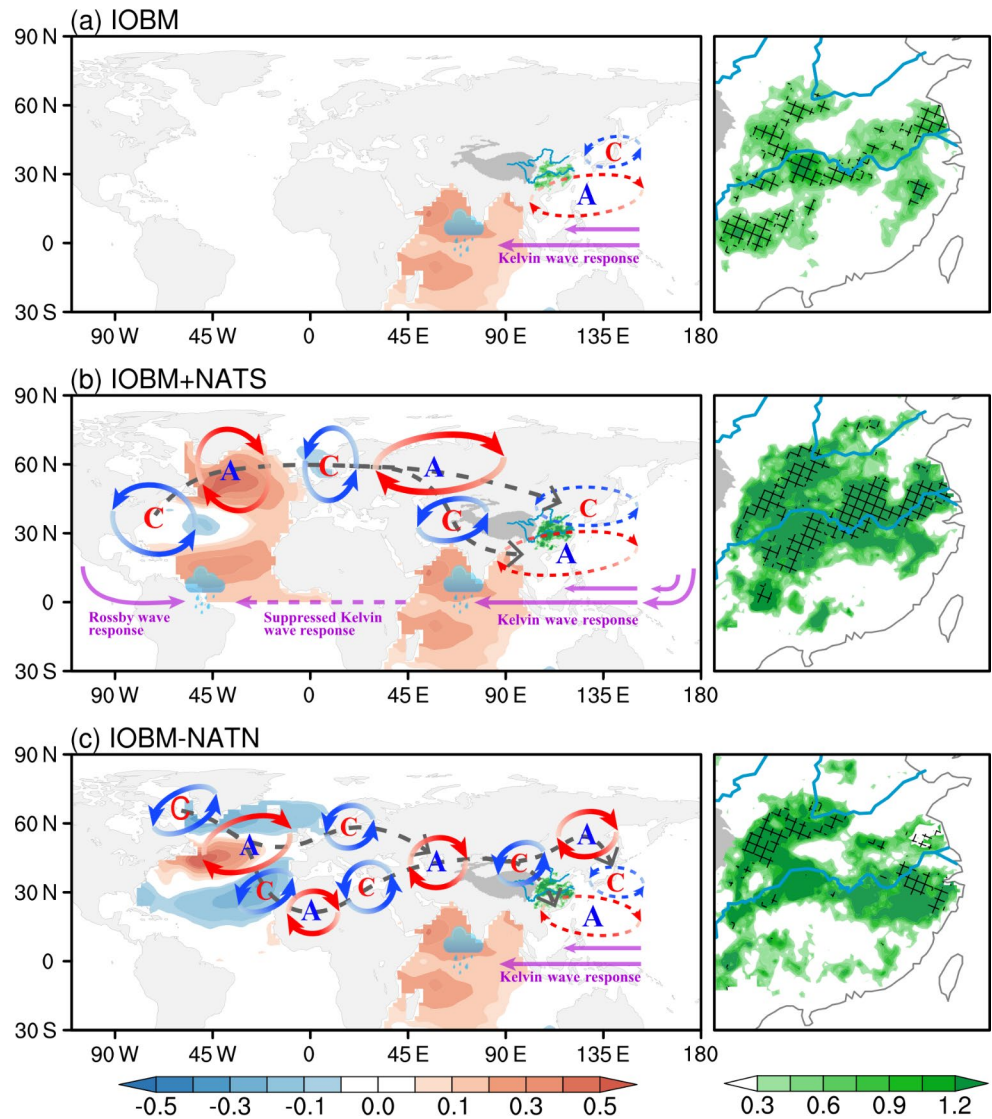 (a) IOBM
90 N
60 N
30 N
0
30 S
C
A
Kelvin wave response
90 W 45 W 0 45 E 90 E 135 E 180
(b) IOBM+NATS
90 N
60 N
30 N
0
30 S
A C A
C C C
A
Rossby wave
response
Suppressed Kelvin
wave response
Kelvin wave response
90 W 45 W 0 45 E 90 E 135 E 180
(c) IOBM-NATN
90 N
60 N
30 N
0
30 S
C C A
A A C
C C C
A A
Kelvin wave response
90 W 45 W 0 45 E 90 E 135 E 180
-0.5 -0.3 -0.1 0.0 0.1 0.3 0.5
0.3 0.6 0.9 1.2